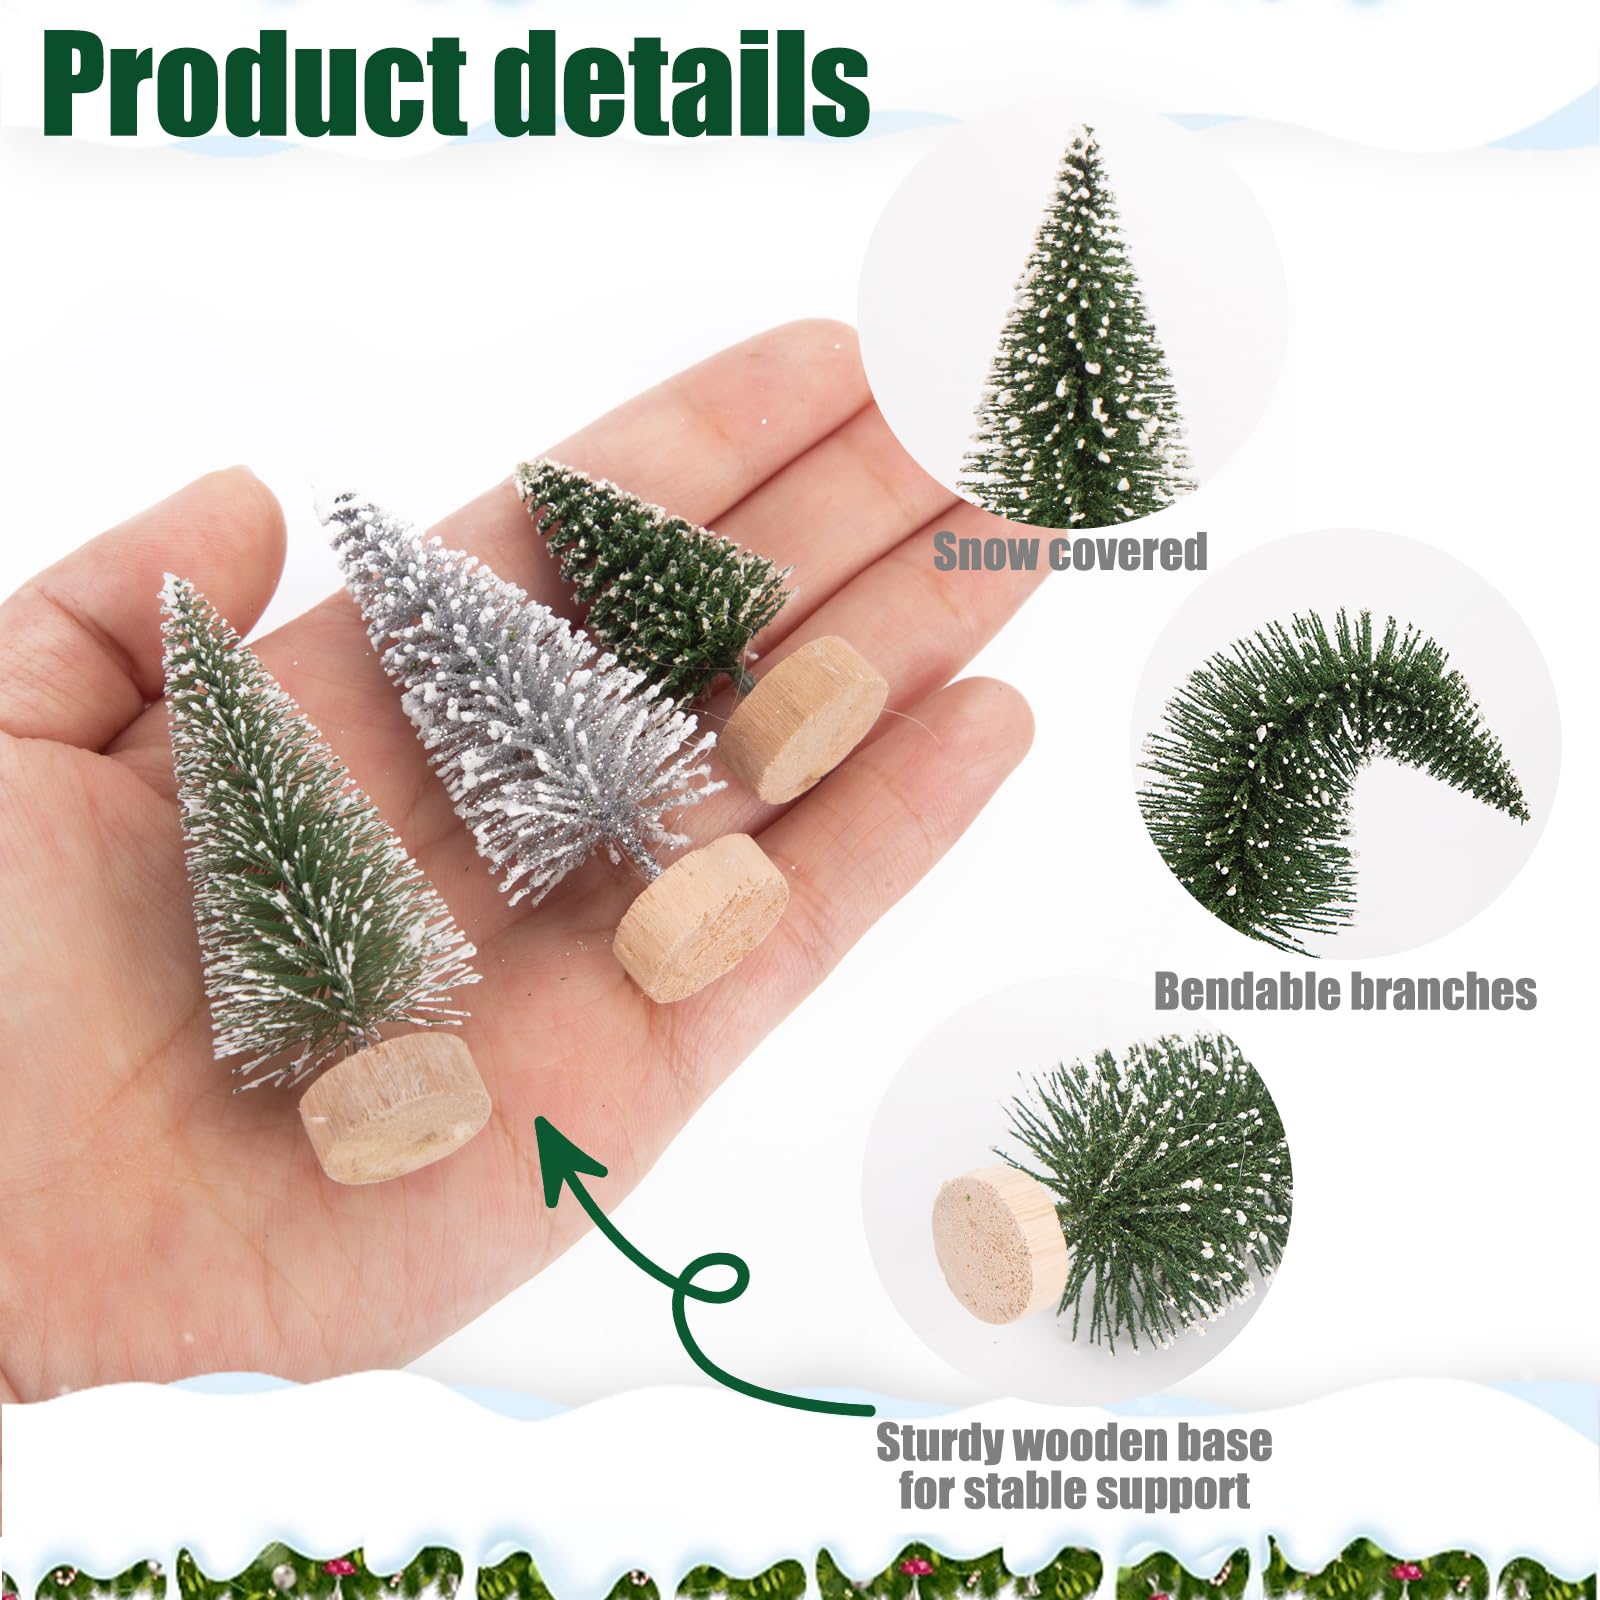 Product details
Snow covered
Bendable branches
Sturdy wooden base
for stable support